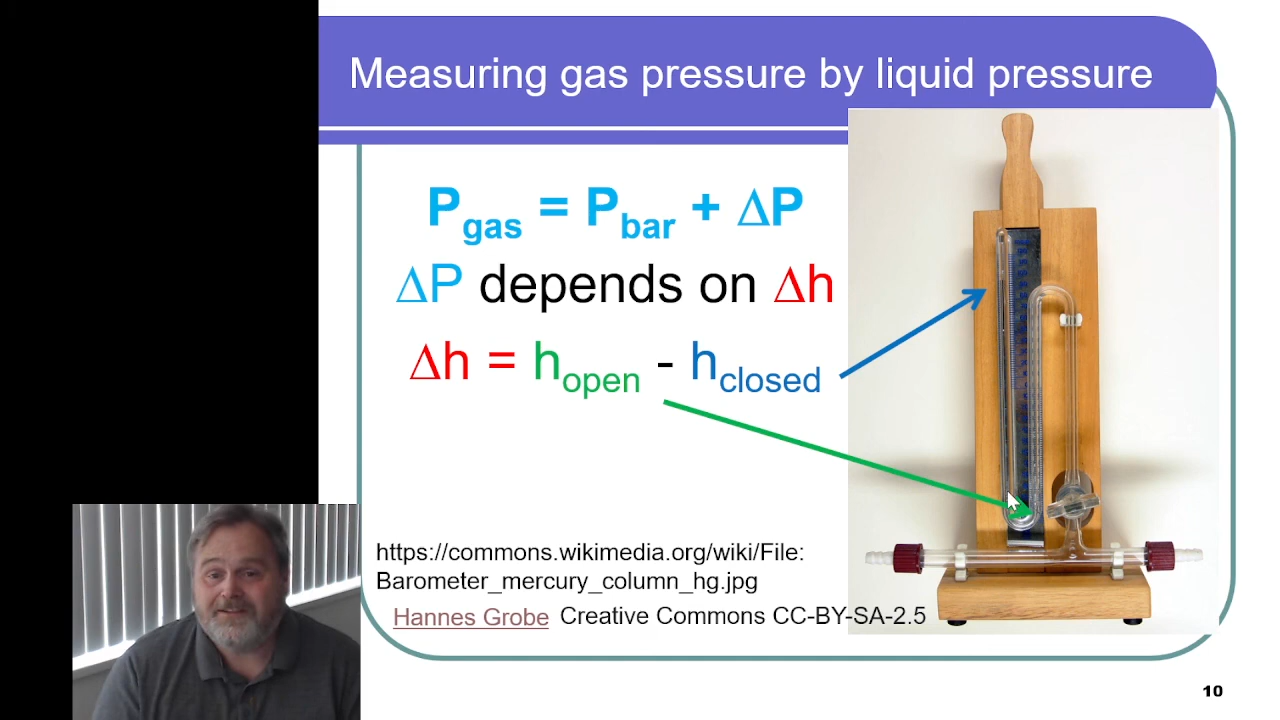 Measuring gas pressure by liquid pressure
Pgas = Pbar + ΔP
ΔP depends on Δh
Δh = hopen - hclosed
https://commons.wikimedia.org/wiki/File:
Barometer_mercury_column_hg.jpg
Hannes Grobe Creative Commons CC-BY-SA-2.5
10